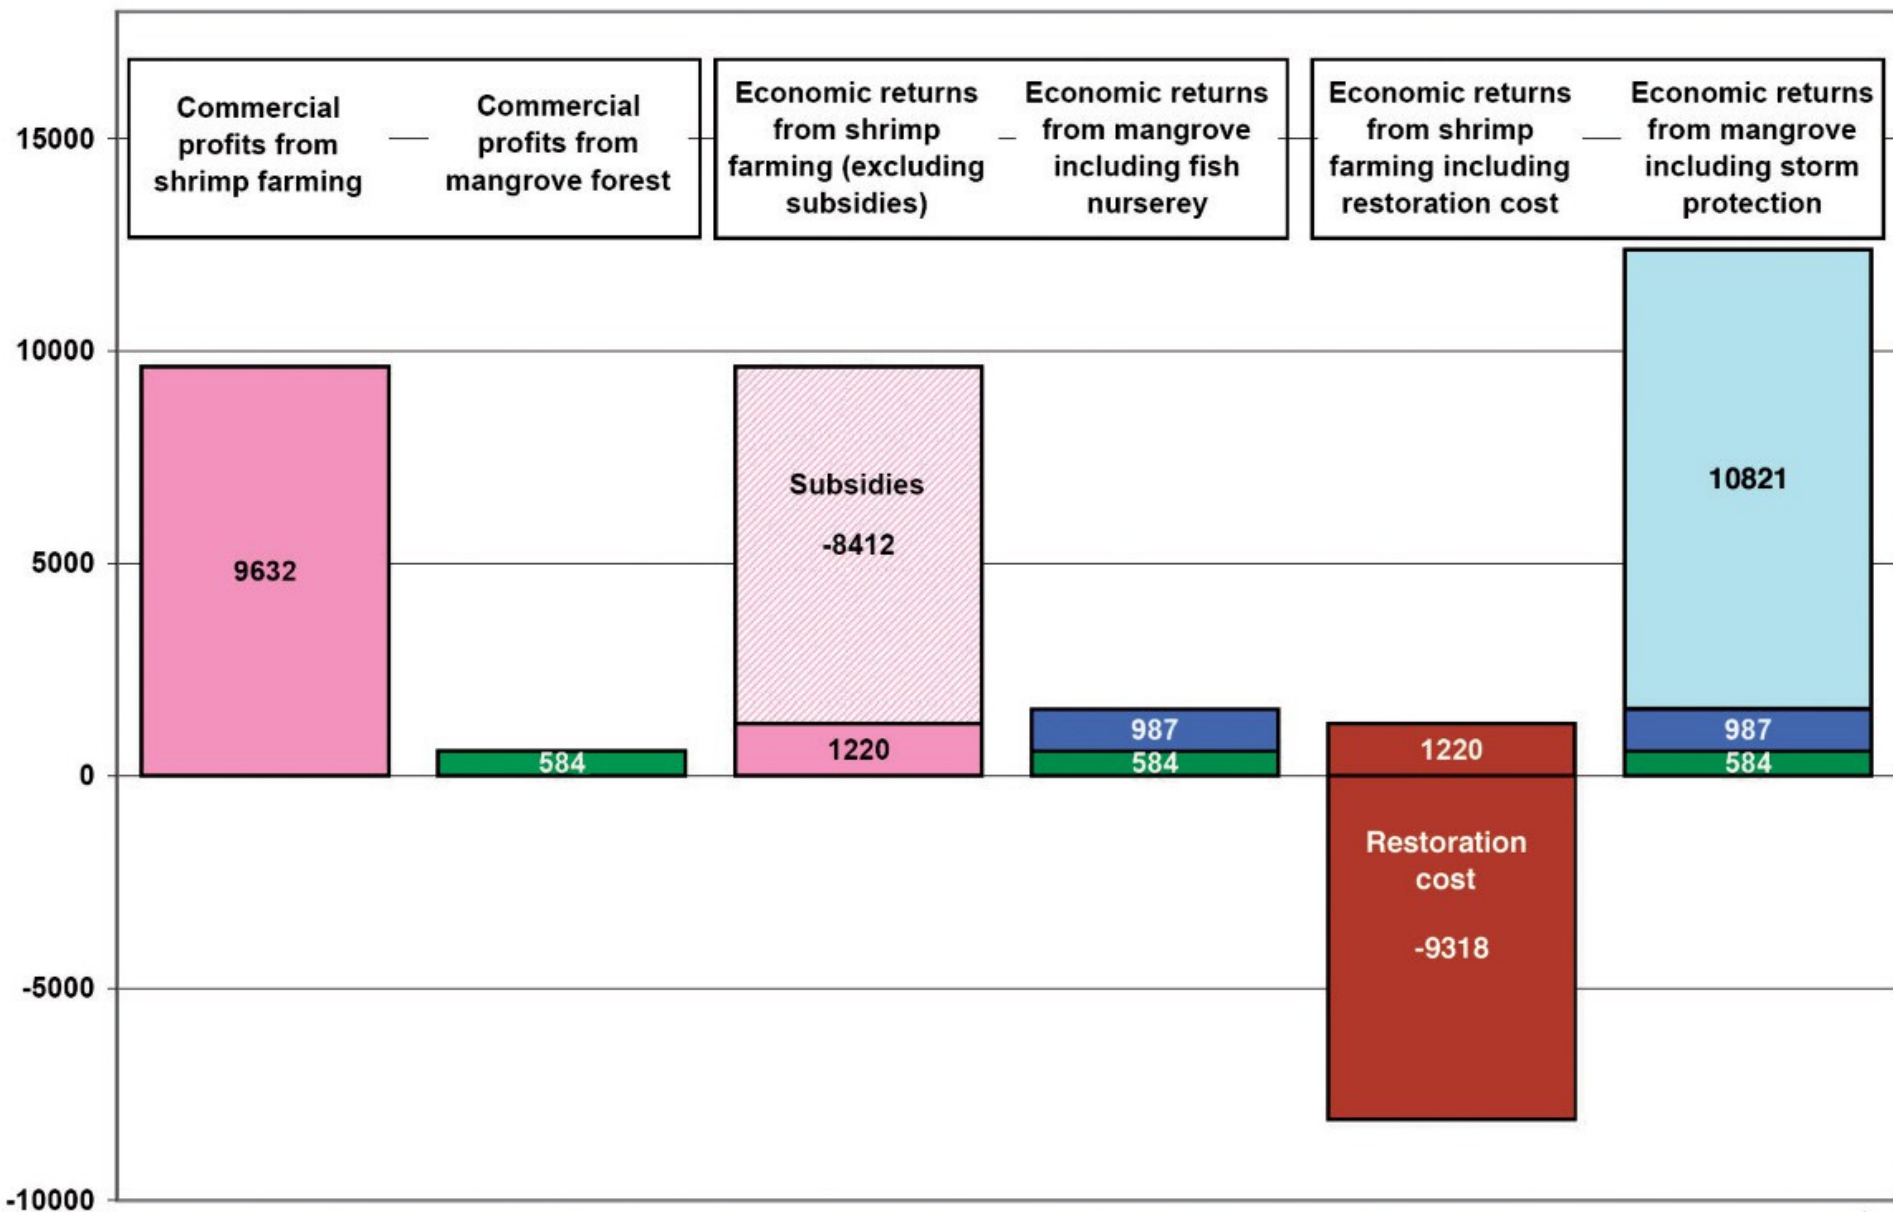 Commercial
profits from
shrimp farming
Commercial
profits from
mangrove forest
Economic returns
from shrimp
farming (excluding
subsidies)
Economic returns
from mangrove
including fish
nurserey
Economic returns
from shrimp
farming including
restoration cost
Economic returns
from mangrove
including storm
protection
15000
10000
5000
0
-5000
-10000
9632
584
Subsidies
-8412
1220
987
584
1220
Restoration
cost
-9318
10821
987
584